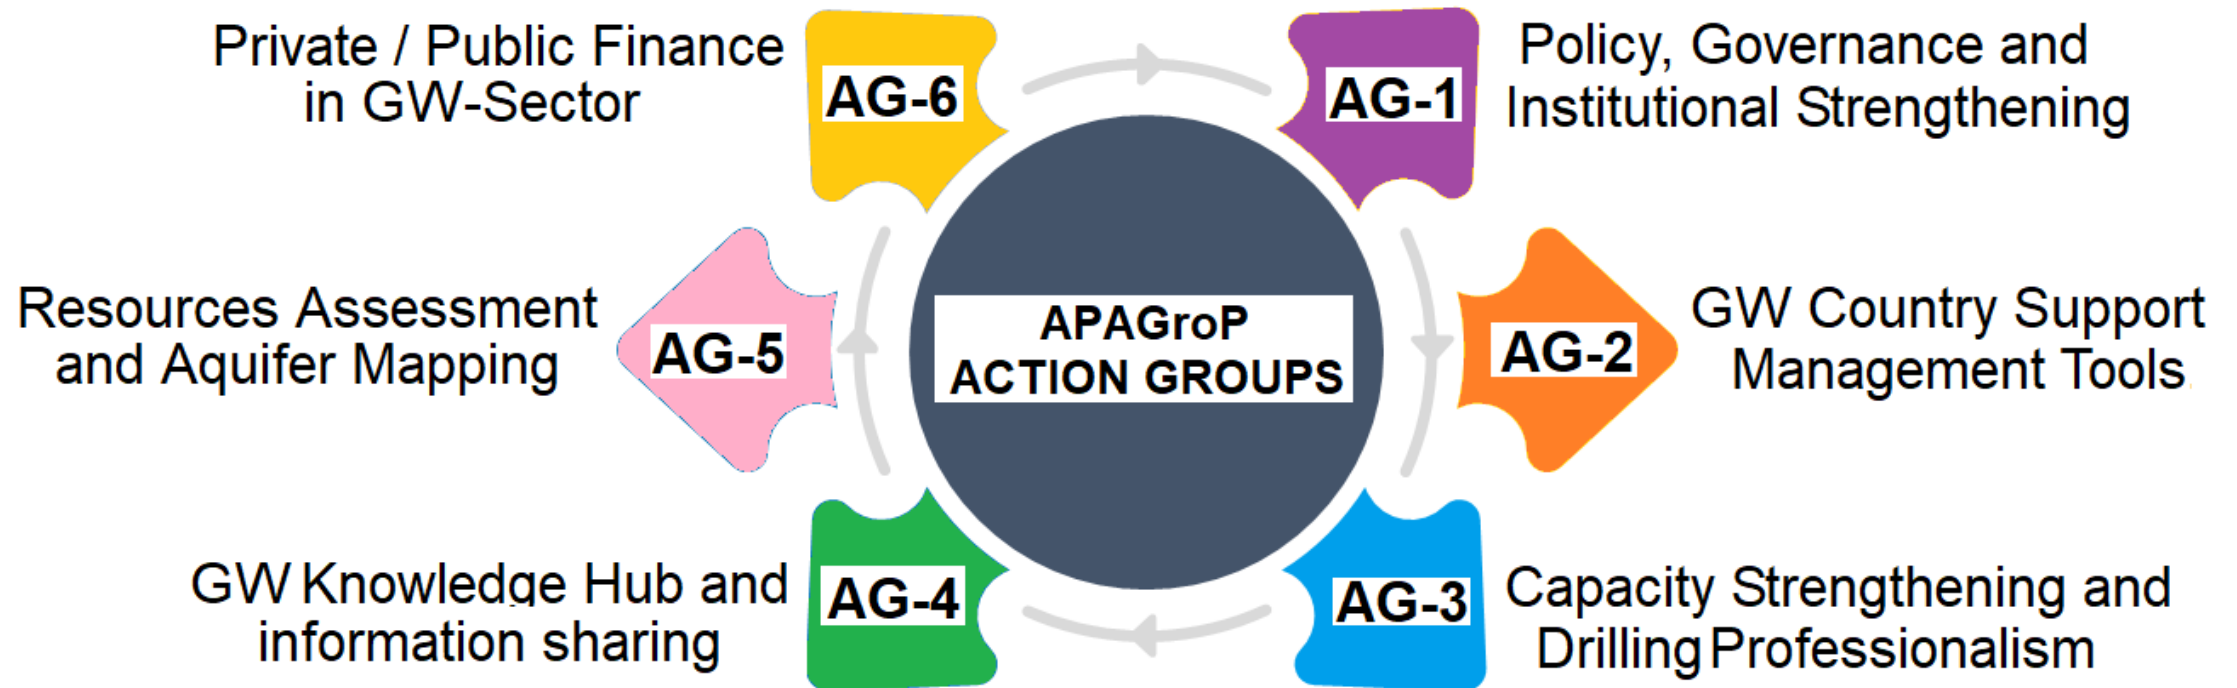 Private / Public Finance
in GW-Sector
AG-6
AG-1
Policy, Governance and
Institutional Strengthening
Resources Assessment
and Aquifer Mapping
AG-5
APAGroP
ACTION GROUPS
AG-2
GW Country Support
Management Tools
GW Knowledge Hub and
information sharing
AG-4
AG-3
Capacity Strengthening and
Drilling Professionalism